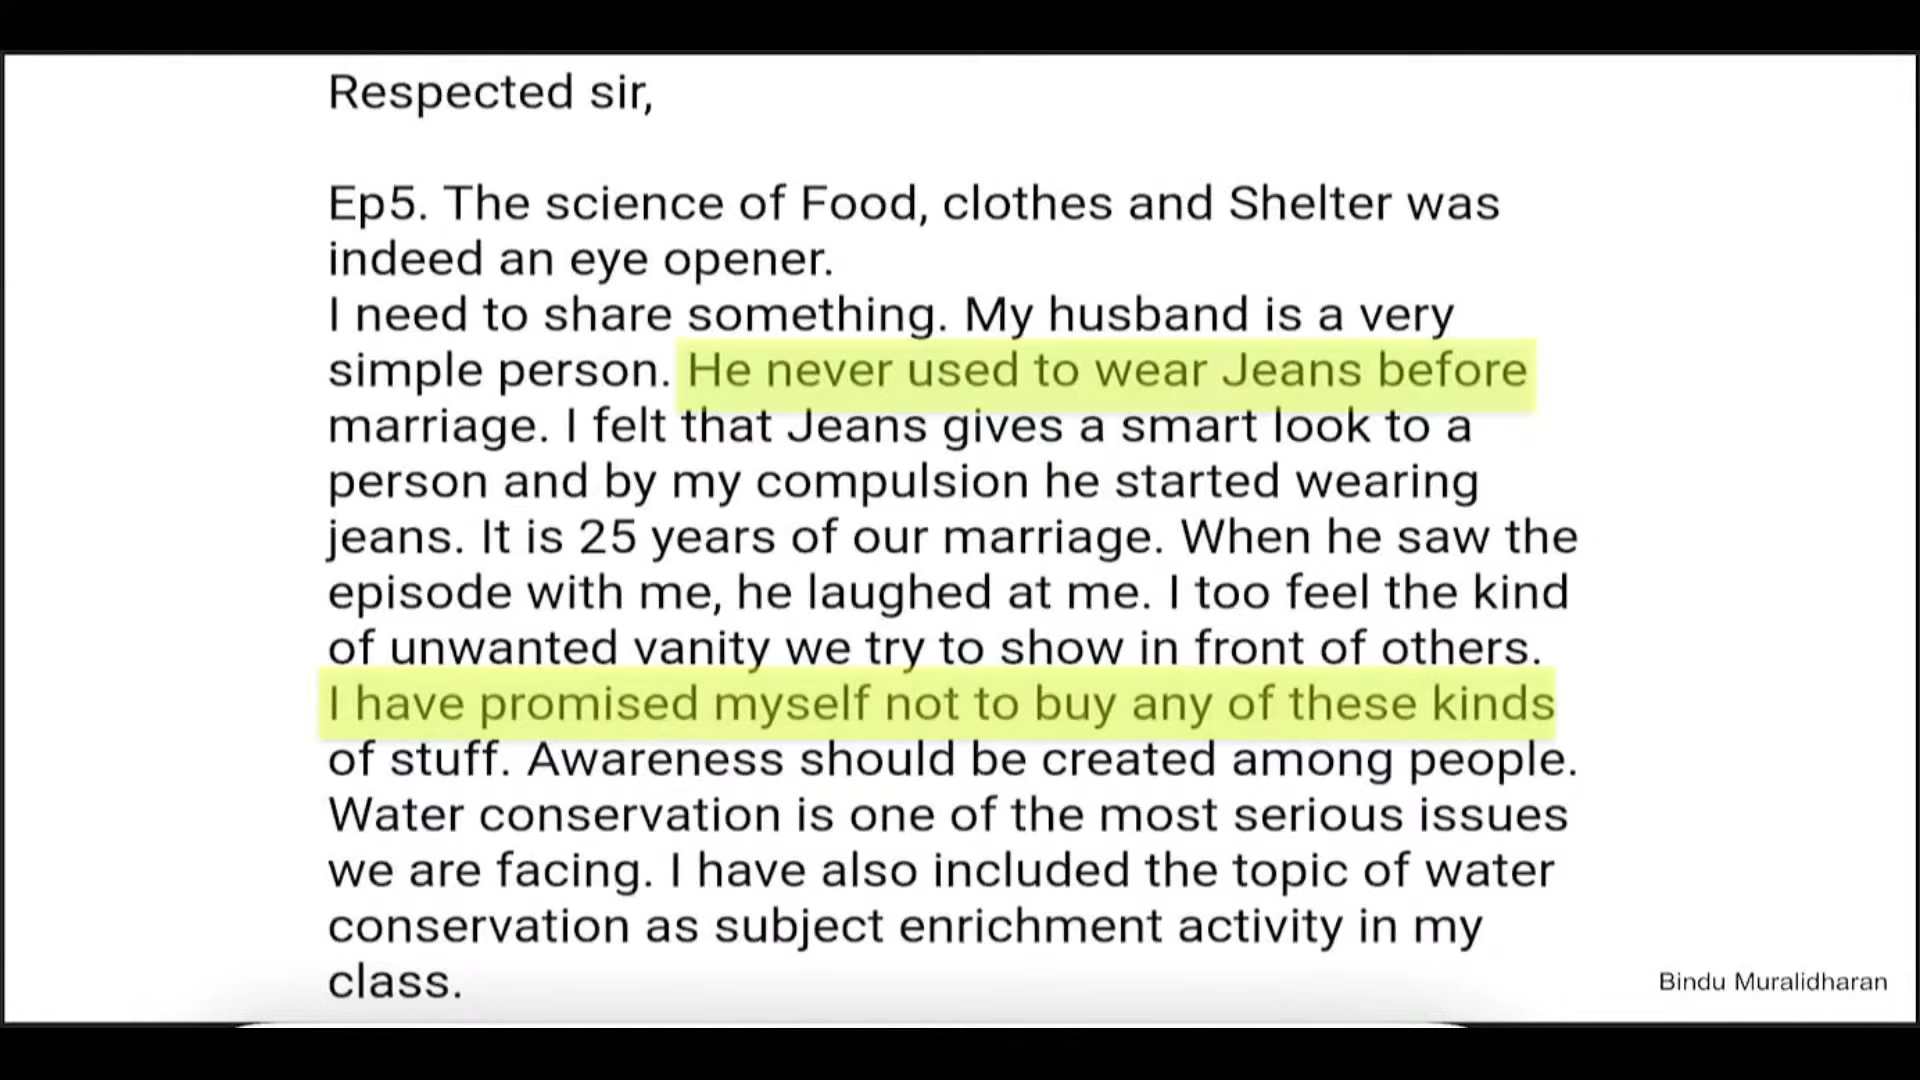 Respected sir,
Ep5. The science of Food, clothes and Shelter was
indeed an eye opener.
I need to share something. My husband is a very
simple person. He never used to wear Jeans before
marriage. I felt that Jeans gives a smart look to a
person and by my compulsion he started wearing
jeans. It is 25 years of our marriage. When he saw the
episode with me, he laughed at me. I too feel the kind
of unwanted vanity we try to show in front of others.
I have promised myself not to buy any of these kinds
of stuff. Awareness should be created among people.
Water conservation is one of the most serious issues
we are facing. I have also included the topic of water
conservation as subject enrichment activity in my
class.
Bindu Muralidharan